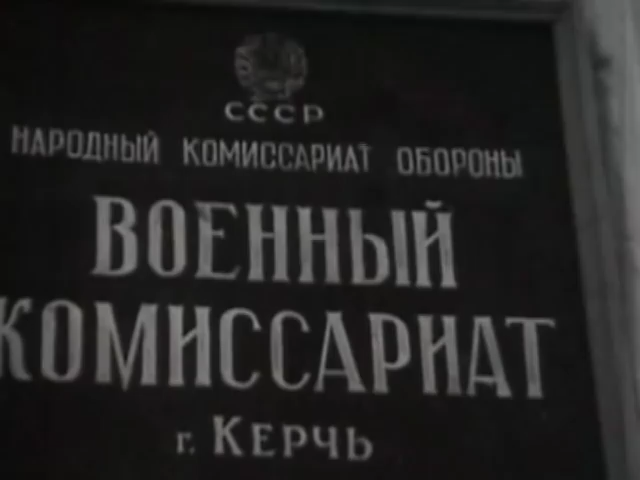 СССР
НАРОДНЫЙ КОМИССАРИАТ ОБОРОНЫ
ВОЕННЫЙ
КОМИССАРИАТ
г. КЕРЧЬ